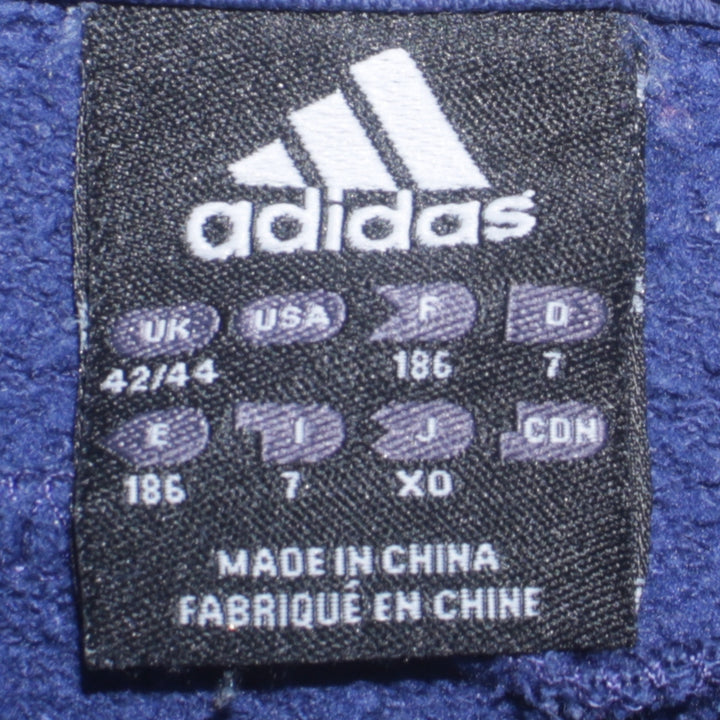 adidas
UK USA F D
42/44 186 7
E I J CDN
186 7 XO
MADE IN CHINA
FABRIQUÉ EN CHINE